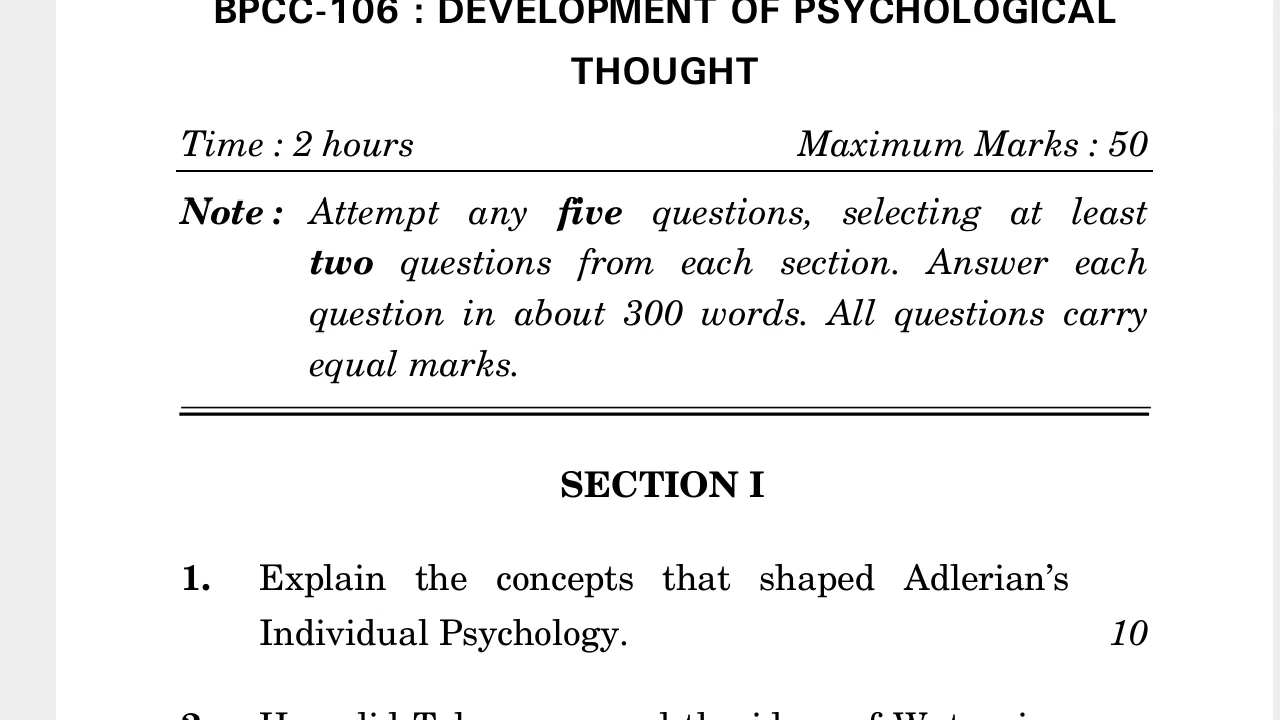 BPCC-106 : DEVELOPMENT OF PSYCHOLOGICAL
THOUGHT
Time : 2 hours Maximum Marks : 50
Note : Attempt any five questions, selecting at least
two questions from each section. Answer each
question in about 300 words. All questions carry
equal marks.
SECTION I
1. Explain the concepts that shaped Adlerian’s
Individual Psychology. 10